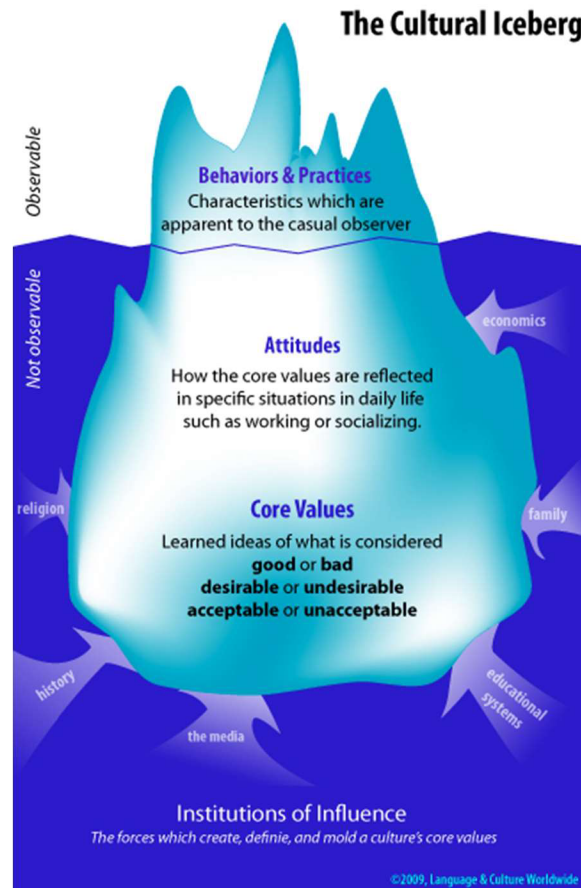 The Cultural Iceberg
Observable
Behaviors & Practices
Characteristics which are
apparent to the casual observer
Not observable
economics
Attitudes
How the core values are reflected
in specific situations in daily life
such as working or socializing.
religion
Core Values
family
Learned ideas of what is considered
good or bad
desirable or undesirable
acceptable or unacceptable
history
educational
systems
the media
Institutions of Influence
The forces which create, definie, and mold a culture's core values
©2009, Language & Culture Worldwide